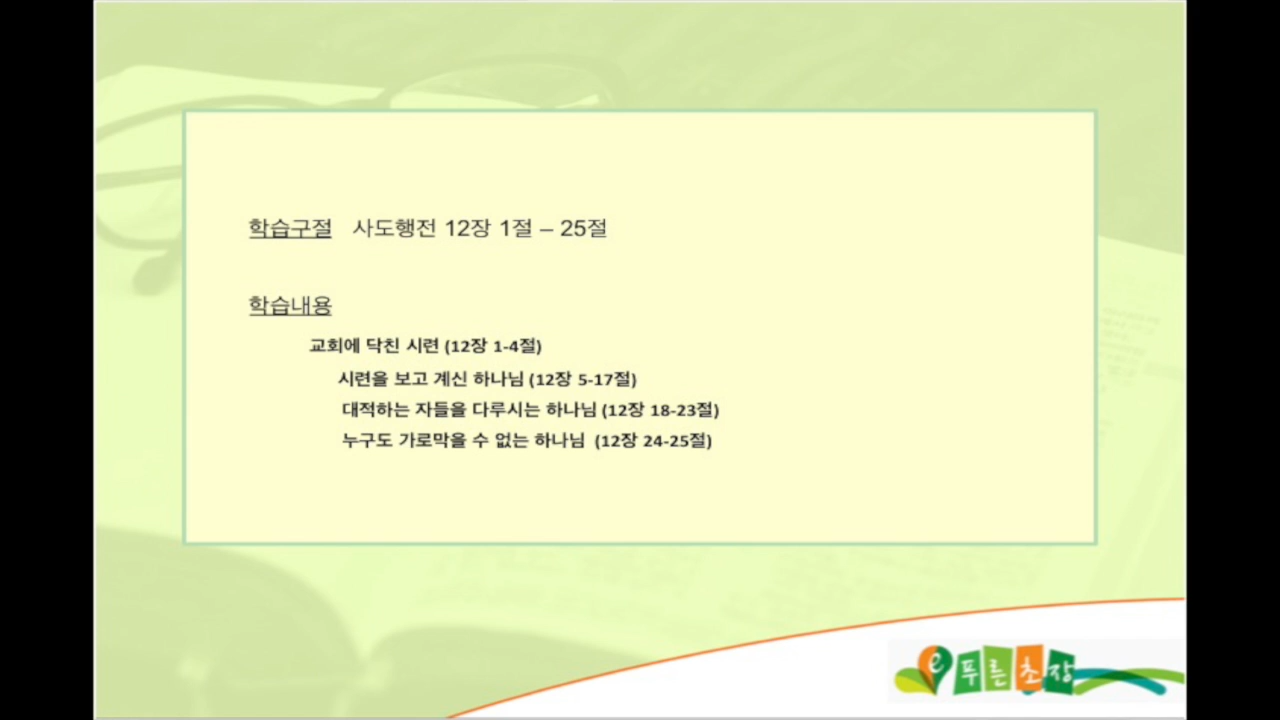 학습구절 사도행전 12장 1절 – 25절
학습내용
교회에 닥친 시련 (12장 1-4절)
시련을 보고 계신 하나님 (12장 5-17절)
대적하는 자들을 다루시는 하나님 (12장 18-23절)
누구도 가로막을 수 없는 하나님 (12장 24-25절)
e 푸른초장